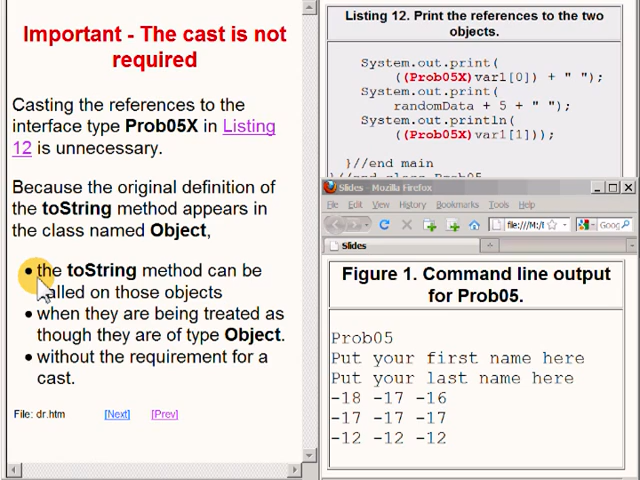 Important - The cast is not
required
Casting the references to the
interface type Prob05X in Listing
12 is unnecessary.
Because the original definition of
the toString method appears in
the class named Object,
the toString method can be
called on those objects
when they are being treated as
though they are of type Object.
without the requirement for a
cast.
File: dr.htm [Next] [Prev]
Listing 12. Print the references to the two
objects.
System.out.print(
((Prob05X)var1[0]) + " ");
System.out.print(
randomData + 5 + " ");
System.out.println(
((Prob05X)var1[1]));
}//end main
}//end class Prob05
Slides - Mozilla Firefox
File Edit View History Bookmarks Tools Help
file:///M:/ Google
Slides
Figure 1. Command line output
for Prob05.
Prob05
Put your first name here
Put your last name here
-18 -17 -16
-17 -17 -17
-12 -12 -12